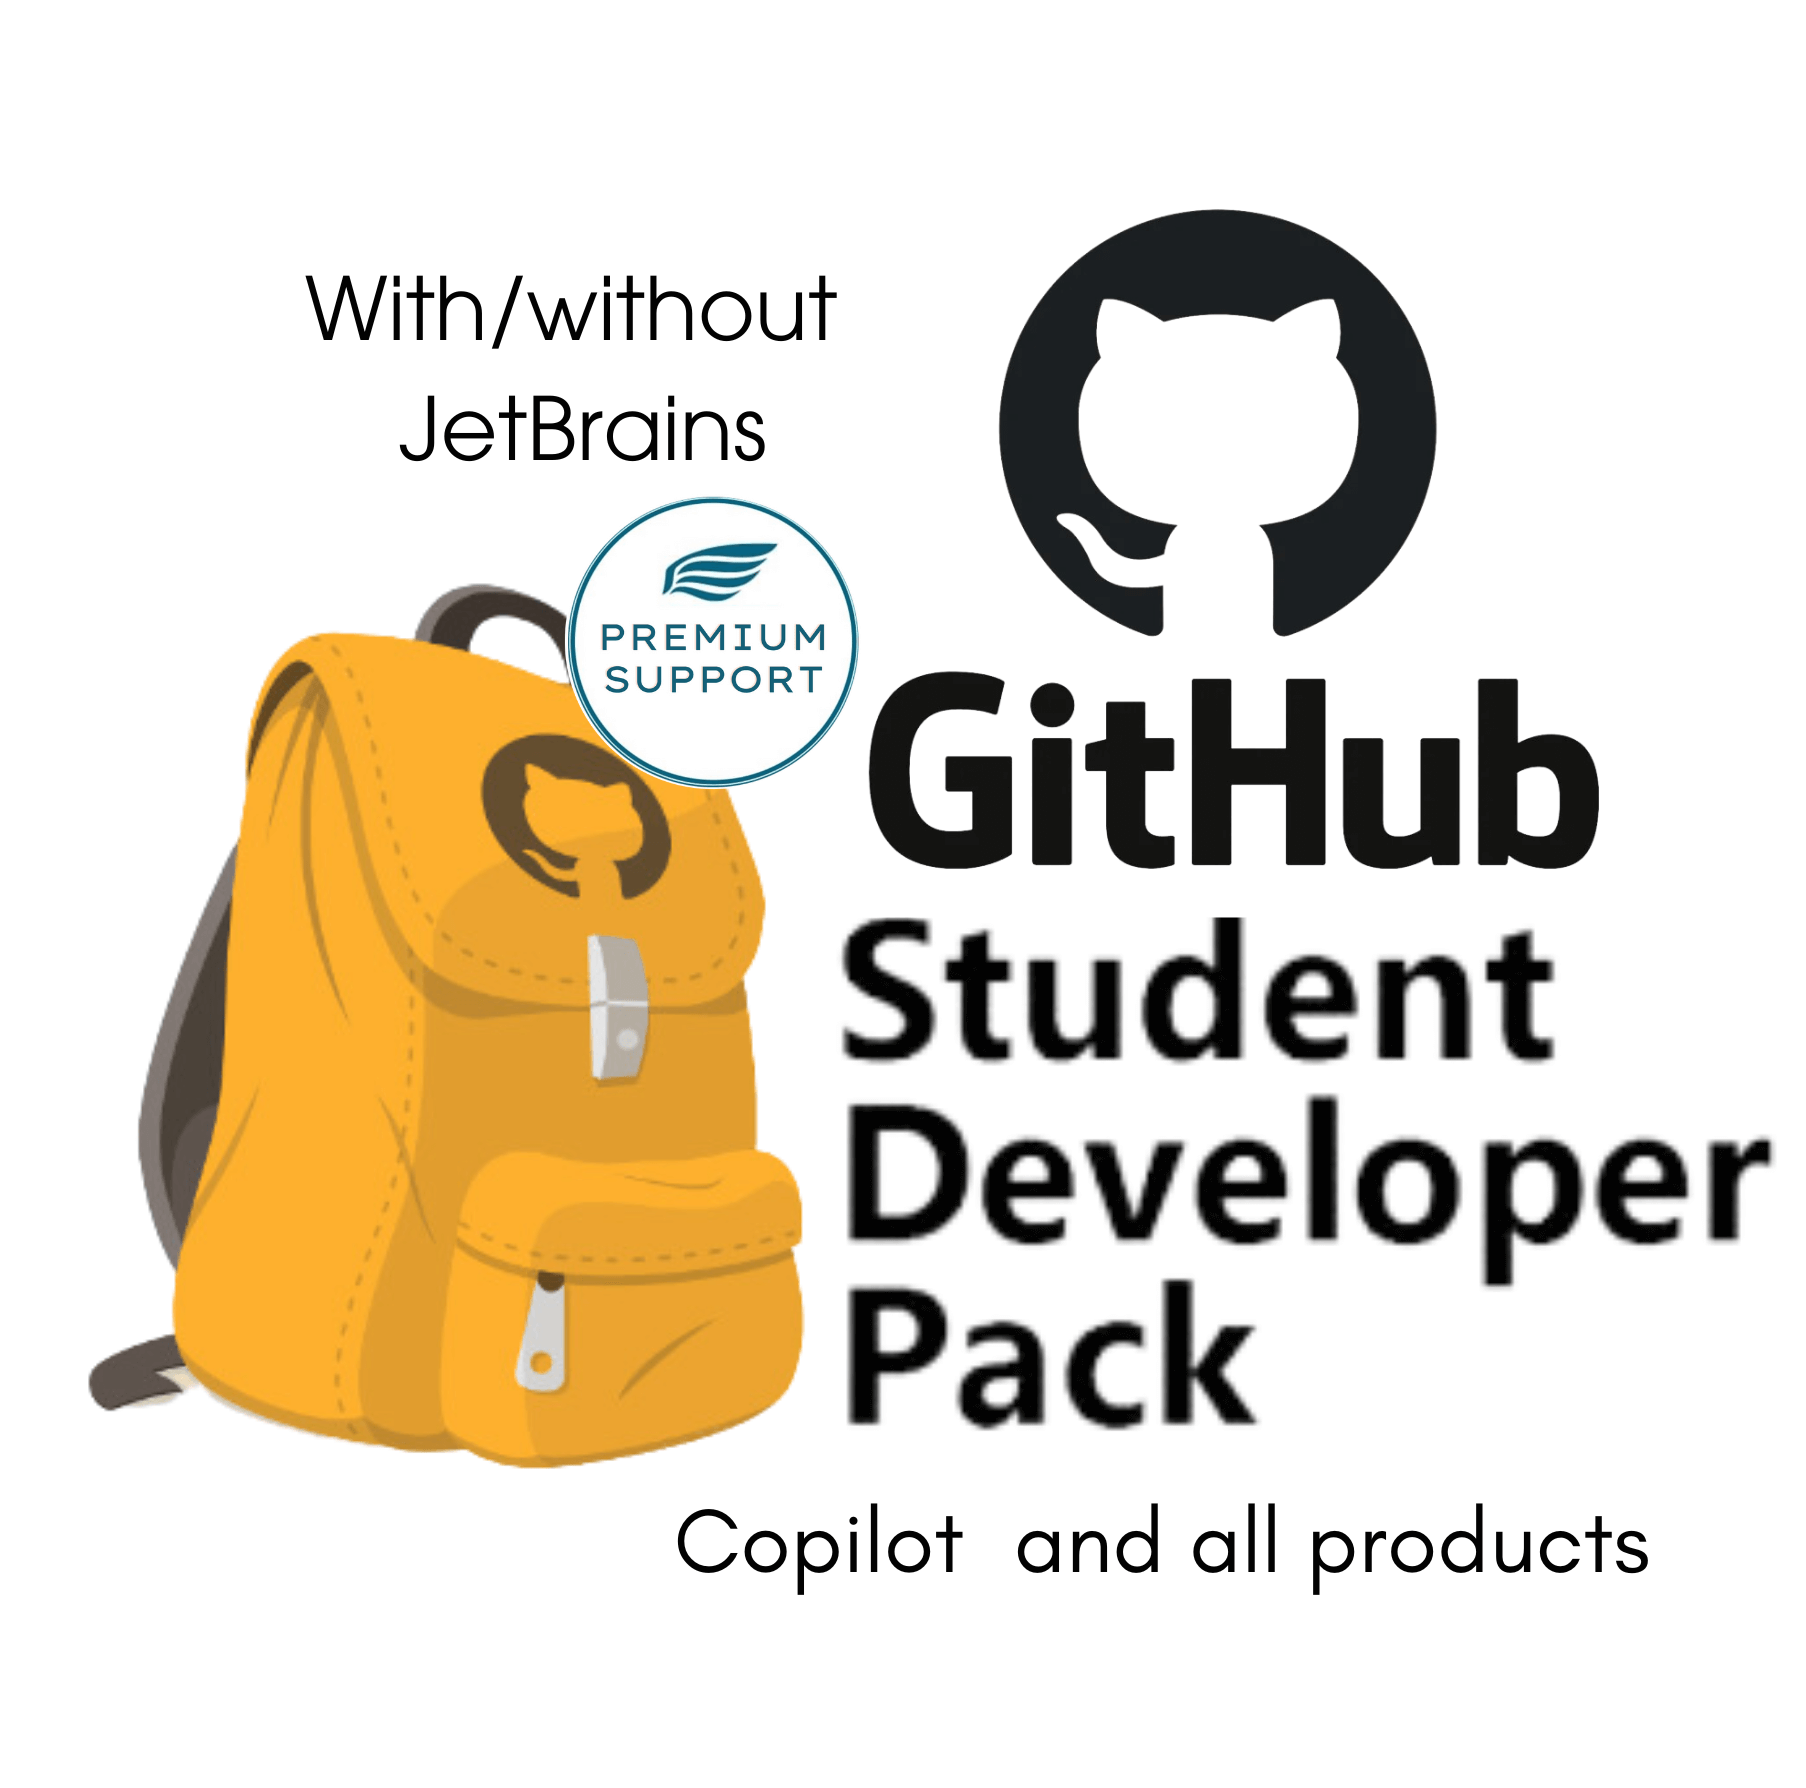 With/without
JetBrains
PREMIUM
SUPPORT
GitHub
Student
Developer
Pack
Copilot and all products